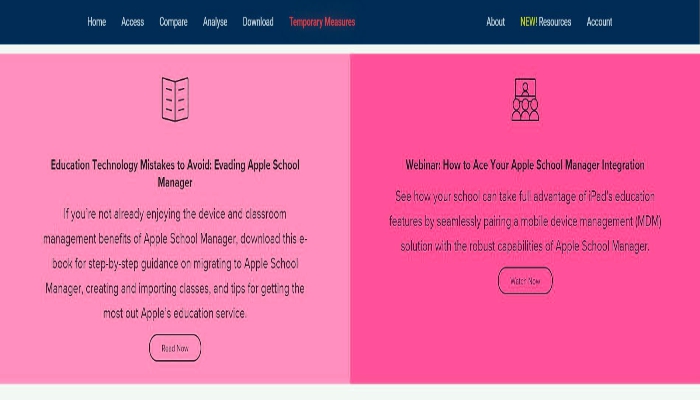 Home Access Compare Analyse Download Temporary Measures About NEW! Resources Account
Education Technology Mistakes to Avoid: Evading Apple School
Manager
If you're not already enjoying the device and classroom
management benefits of Apple School Manager, download this e-
book for step-by-step guidance on migrating to Apple School
Manager, creating and importing classes, and tips for getting the
most out Apple's education service.
Read Now
Webinar: How to Ace Your Apple School Manager Integration
See how your school can take full advantage of iPad's education
features by seamlessly pairing a mobile device management (MDM)
solution with the robust capabilities of Apple School Manager.
Watch Now